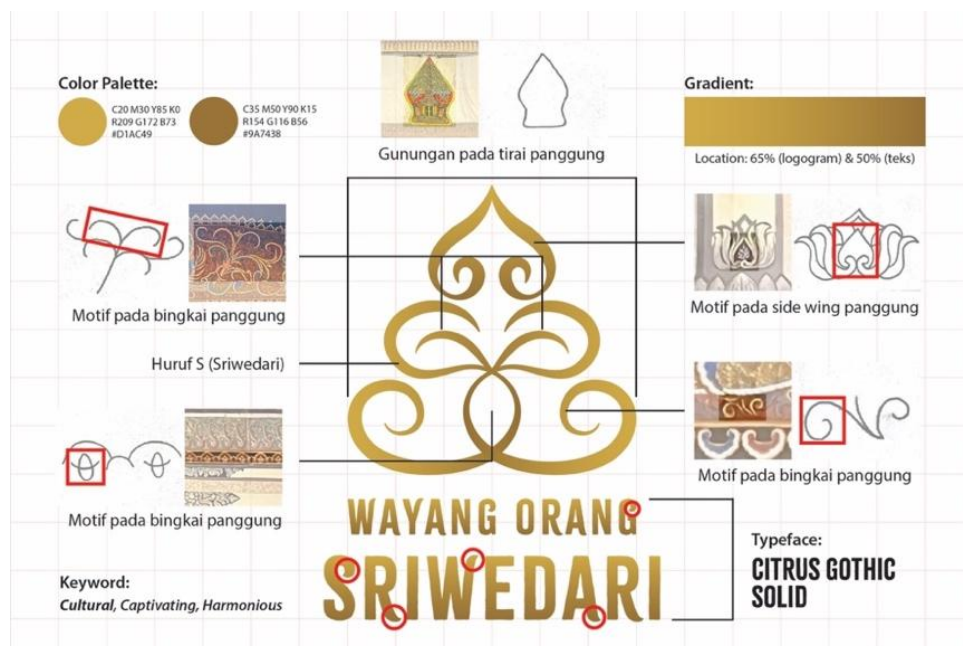 Color Palette:
C20 M30 Y85 K0
R209 G172 B73
#D1AC49
C35 M50 Y90 K15
R154 G116 B56
#9A7438
Gunungan pada tirai panggung
Gradient:
Location: 65% (logogram) & 50% (teks)
Motif pada bingkai panggung
Motif pada side wing panggung
Huruf S (Sriwedari)
Motif pada bingkai panggung
Motif pada bingkai panggung
WAYANG ORANG
SRIWEDARI
Typeface:
CITRUS GOTHIC
SOLID
Keyword:
Cultural, Captivating, Harmonious